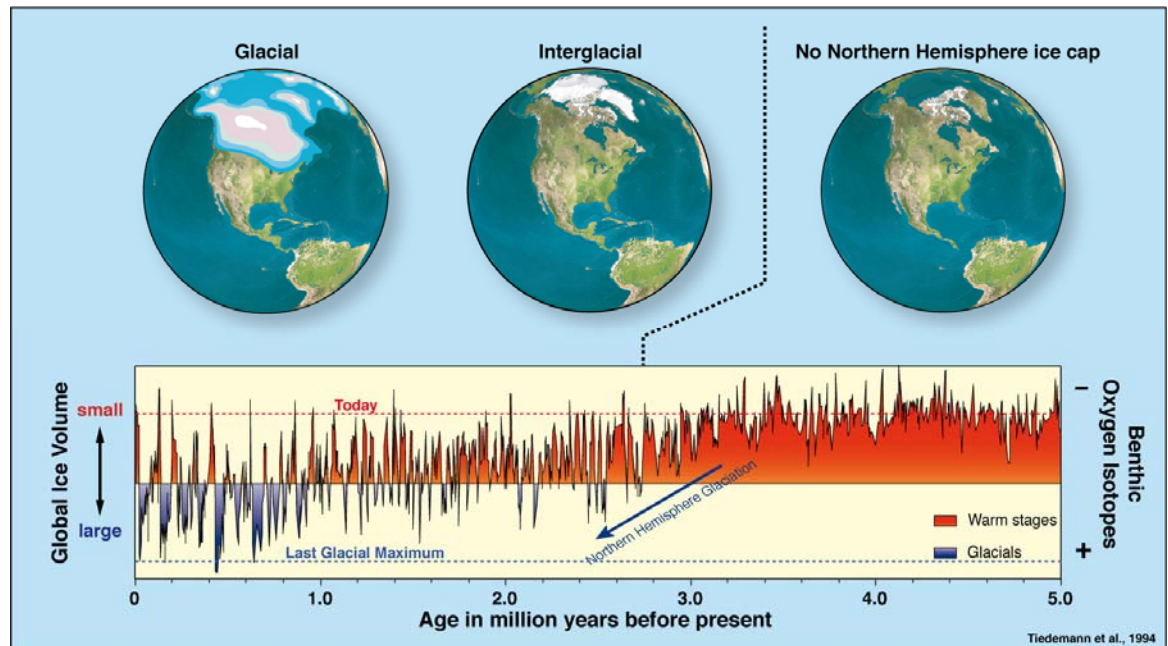 Glacial
Interglacial
No Northern Hemisphere ice cap
Global Ice Volume
small
large
Today
Last Glacial Maximum
Northern Hemisphere Glaciation
Warm stages
Glacials
–
+
Benthic
Oxygen Isotopes
0
1.0
2.0
3.0
4.0
5.0
Age in million years before present
Tiedemann et al., 1994